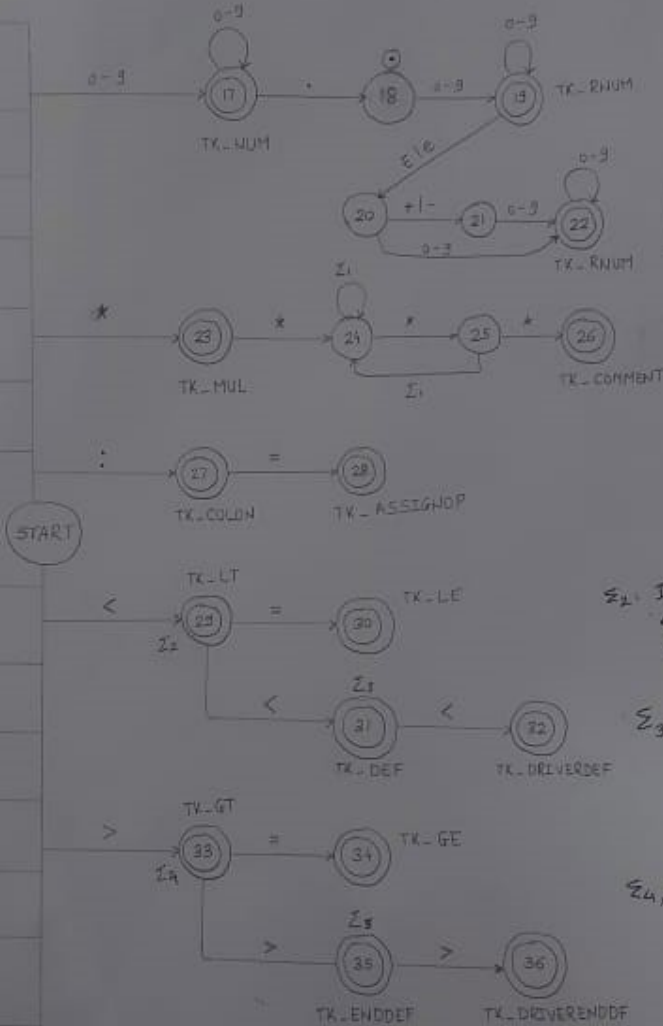 0-9 0-9
0-9 17 . 18 0-9 19 TK_RNUM
TK_NUM
E|e
0-9
20 +|- 21 0-9 22
0-9
TK_RNUM
Σ1
* 23 * 24 * 25 * 26
TK_MUL Σ1 TK_COMMENT
: 27 = 28
TK_COLON TK_ASSIGNOP
START
TK_LT
< 29 = 30 TK_LE
Σ2 Σ2:
Σ3
< 31 < 32 Σ3
TK_DEF TK_DRIVERDEF
TK_GT
> 33 = 34 TK_GE
Σ4 Σ4,
Σ5
> 35 > 36
TK_ENDDEF TK_DRIVERENDDF